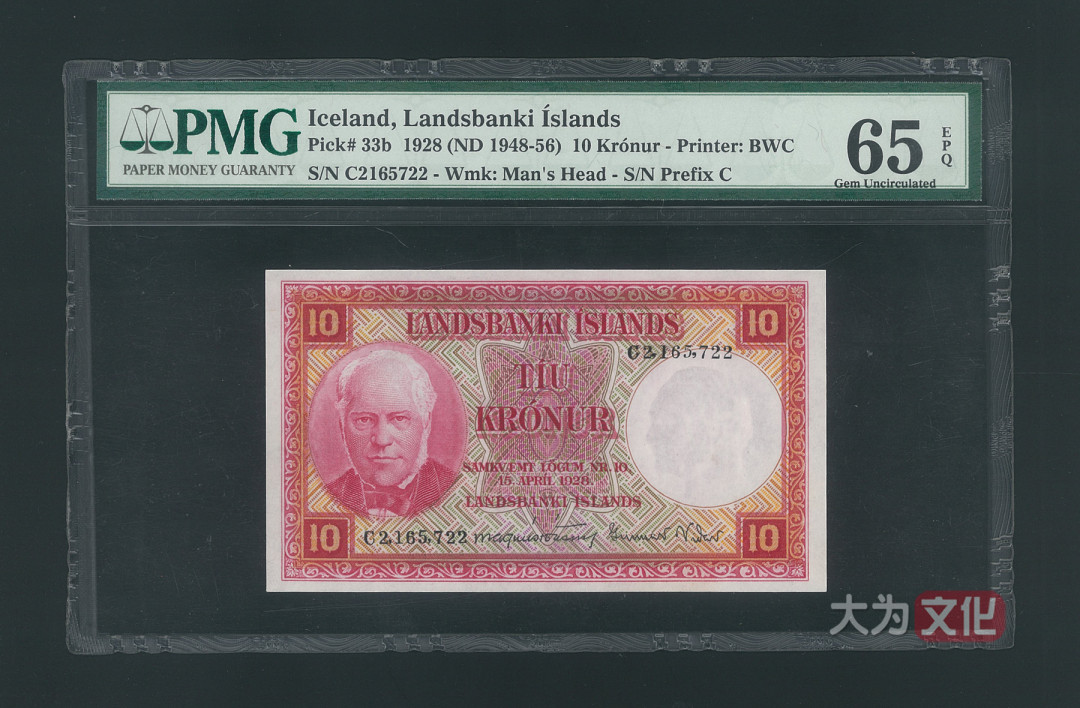 PMG
PAPER MONEY GUARANTY
Iceland, Landsbanki Íslands
Pick# 33b 1928 (ND 1948-56) 10 Krónur - Printer: BWC
S/N C2165722 - Wmk: Man's Head - S/N Prefix C
65 EPQ
Gem Uncirculated
10 LANDSBANKI ÍSLANDS 10
C2,165,722
TÍU
KRÓNUR
SAMKVÆMT LÖGUM NR. 10,
15. APRÍL 1928.
LANDSBANKI ÍSLANDS
10 C2,165,722 10
大为文化